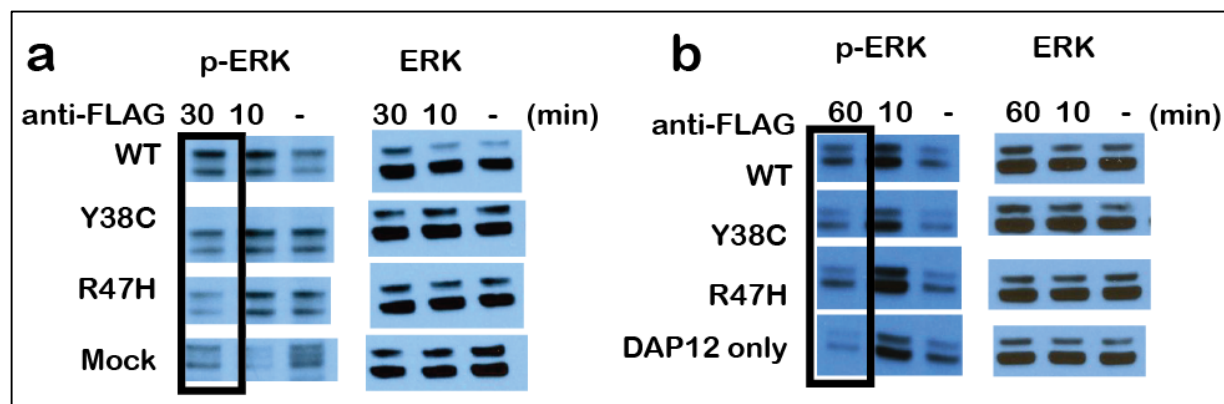 a
p-ERK ERK
anti-FLAG 30 10 - 30 10 - (min)
WT
Y38C
R47H
Mock
b
p-ERK ERK
anti-FLAG 60 10 - 60 10 - (min)
WT
Y38C
R47H
DAP12 only